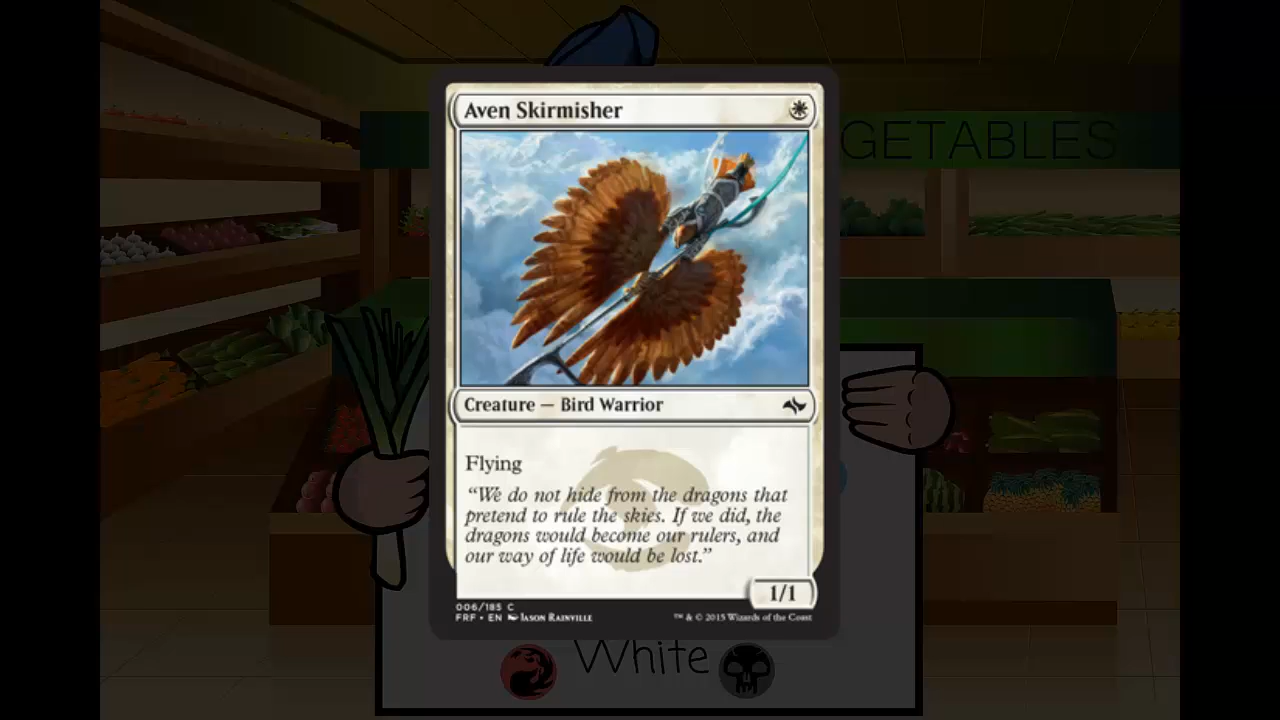 GETABLES
Aven Skirmisher
Creature — Bird Warrior
Flying
“We do not hide from the dragons that
pretend to rule the skies. If we did, the
dragons would become our rulers, and
our way of life would be lost.”
1/1
006/185 C
FRF • EN Jason Rainville
™ & © 2015 Wizards of the Coast
White